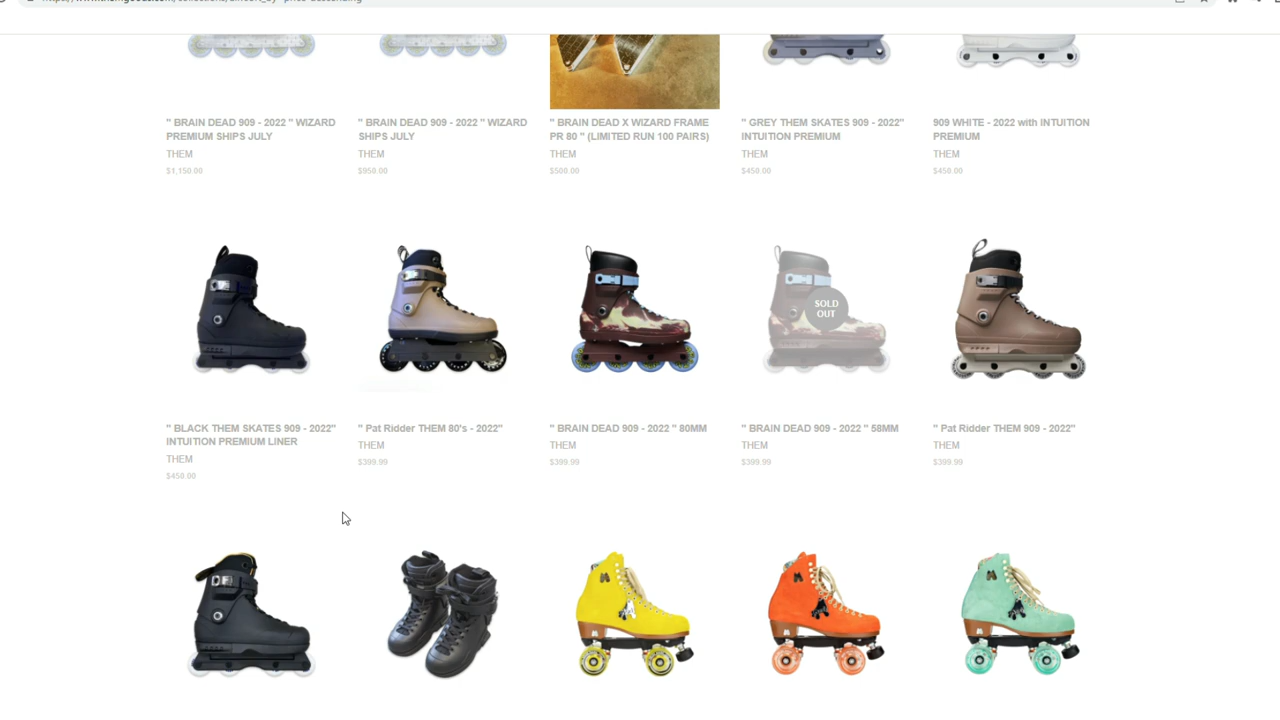 " BRAIN DEAD 909 - 2022 " WIZARD
PREMIUM SHIPS JULY
THEM
$1,150.00
" BRAIN DEAD 909 - 2022 " WIZARD
SHIPS JULY
THEM
$950.00
" BRAIN DEAD X WIZARD FRAME
PR 80 " (LIMITED RUN 100 PAIRS)
THEM
$500.00
" GREY THEM SKATES 909 - 2022"
INTUITION PREMIUM
THEM
$450.00
909 WHITE - 2022 with INTUITION
PREMIUM
THEM
$450.00
SOLD
OUT
" BLACK THEM SKATES 909 - 2022"
INTUITION PREMIUM LINER
THEM
$450.00
" Pat Ridder THEM 80's - 2022"
THEM
$399.99
" BRAIN DEAD 909 - 2022 " 80MM
THEM
$399.99
" BRAIN DEAD 909 - 2022 " 58MM
THEM
$399.99
" Pat Ridder THEM 909 - 2022"
THEM
$399.99